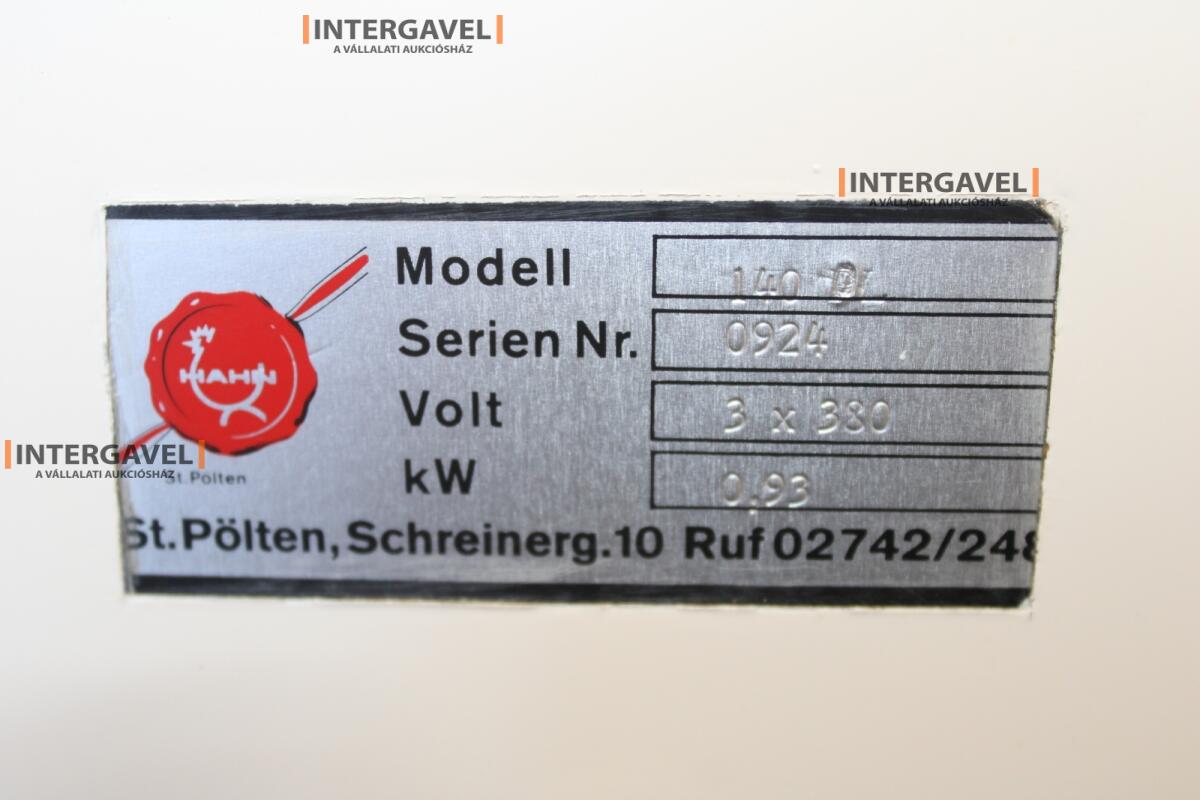 INTERGAVEL
A VÁLLALATI AUKCIÓSHÁZ
INTERGAVEL
A VÁLLALATI AUKCIÓSHÁZ
Modell 140
Serien Nr. 0924
HAHN
Volt 3 x 380
INTERGAVEL
A VÁLLALATI AUKCIÓSHÁZ
St.Pölten
kW 0,93
St.Pölten, Schreinerg.10 Ruf 02742/248